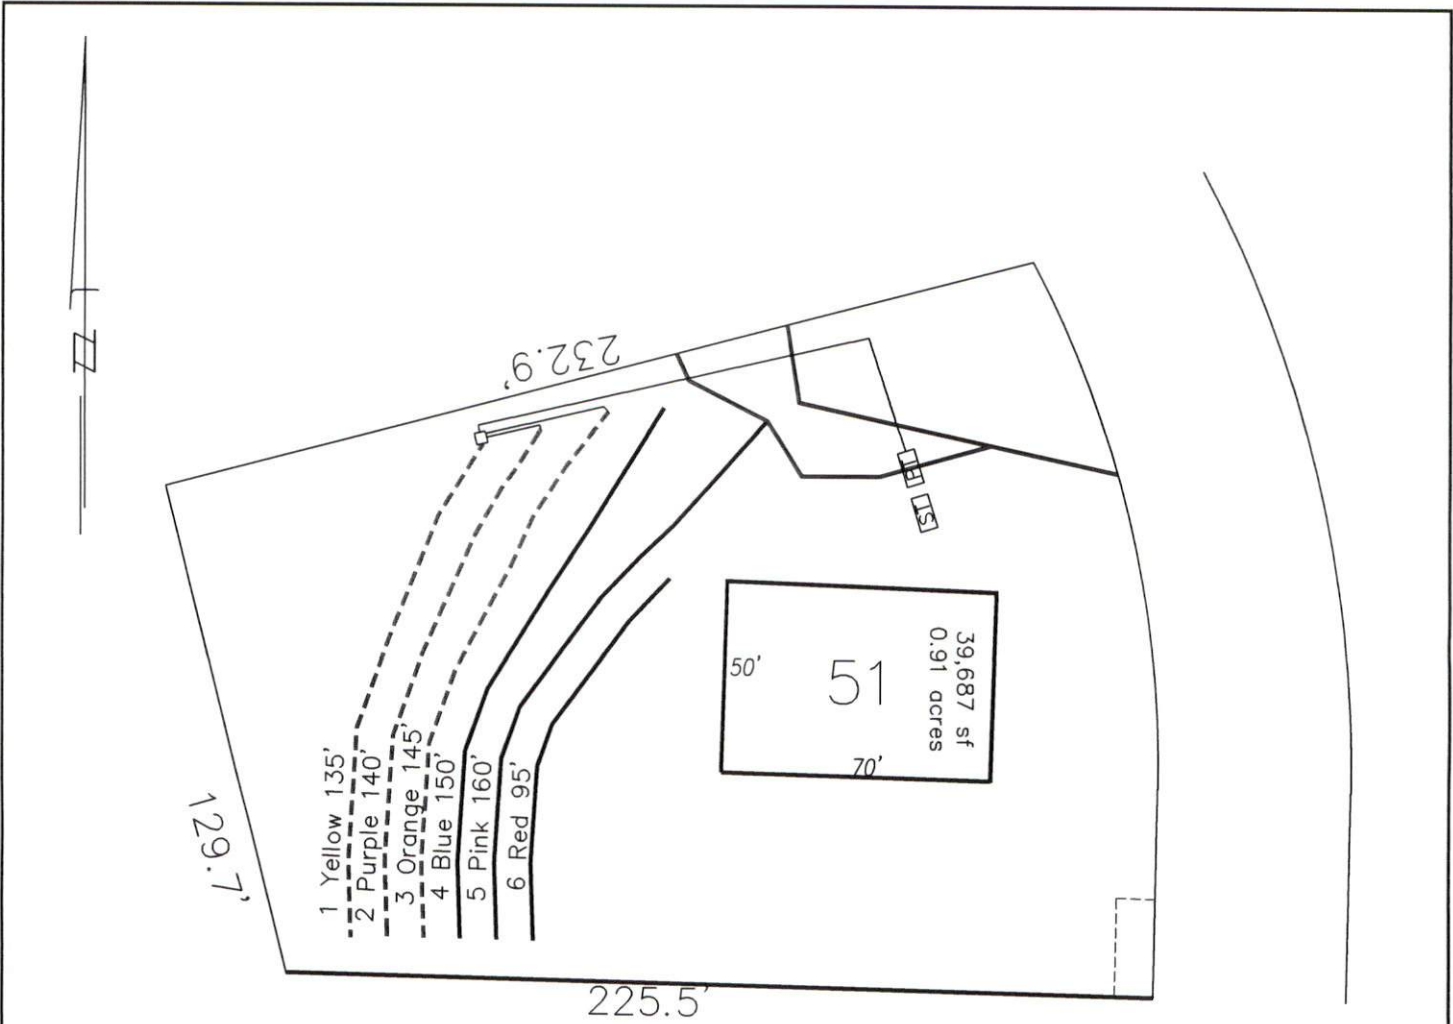 N
232.9'
PT
ST
39,687 sf
0.91 acres
51
50'
70'
1 Yellow 135'
2 Purple 140'
3 Orange 145'
4 Blue 150'
5 Pink 160'
6 Red 95'
129.7'
225.5'